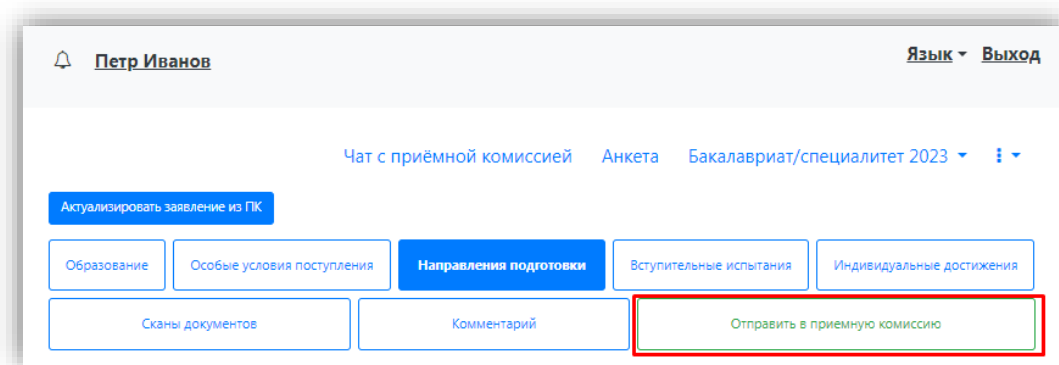 Петр Иванов Язык Выход
Чат с приёмной комиссией Анкета Бакалавриат/специалитет 2023
Актуализировать заявление из ПК
Образование Особые условия поступления Направления подготовки Вступительные испытания Индивидуальные достижения
Сканы документов Комментарий Отправить в приемную комиссию